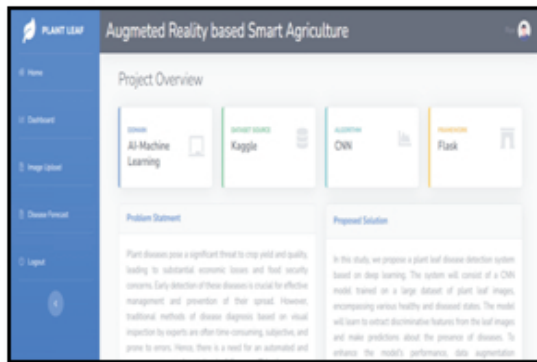 PLANT LEAF
Augmeted Reality based Smart Agriculture
Home
Dashboard
Image Upload
Disease Forecast
Logout
Project Overview
DOMAIN
AI-Machine
Learning
DATASET SOURCE
Kaggle
ALGORITHM
CNN
FRAMEWORK
Flask
Problem Statment
Plant diseases pose a significant threat to crop yield and quality,
leading to substantial economic losses and food security
concerns. Early detection of these diseases is crucial for effective
management and prevention of their spread. However,
traditional methods of disease diagnosis based on visual
inspection by experts are often time-consuming, subjective, and
prone to errors. Hence, there is a need for an automated and
Proposed Solution
In this study, we propose a plant leaf disease detection system
based on deep learning. The system will consist of a CNN
model trained on a large dataset of plant leaf images,
encompassing various healthy and diseased states. The model
will learn to extract discriminative features from the leaf images
and make predictions about the presence of diseases. To
enhance the model's performance, data augmentation